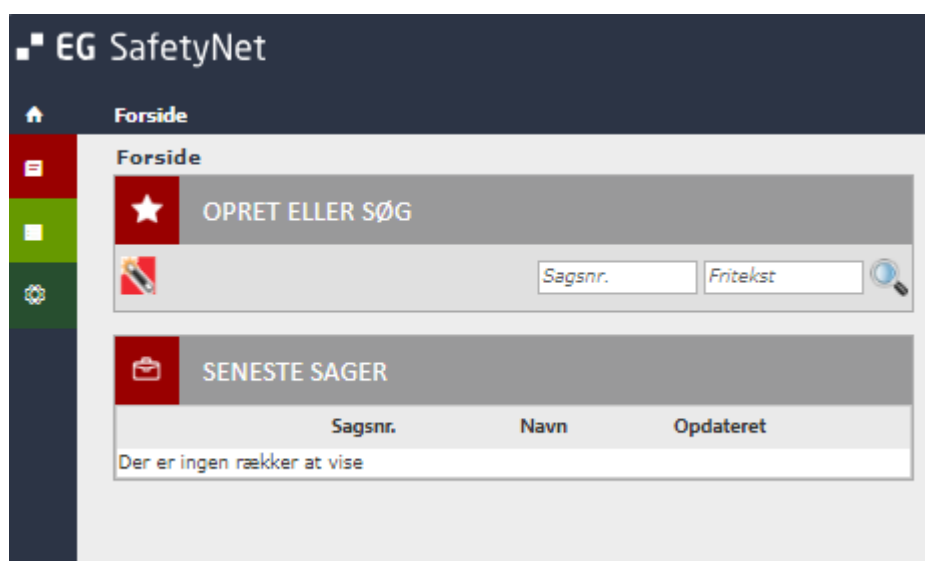 EG SafetyNet
Forside
Forside
OPRET ELLER SØG
Sagsnr. Fritekst
SENESTE SAGER
Sagsnr. Navn Opdateret
Der er ingen rækker at vise